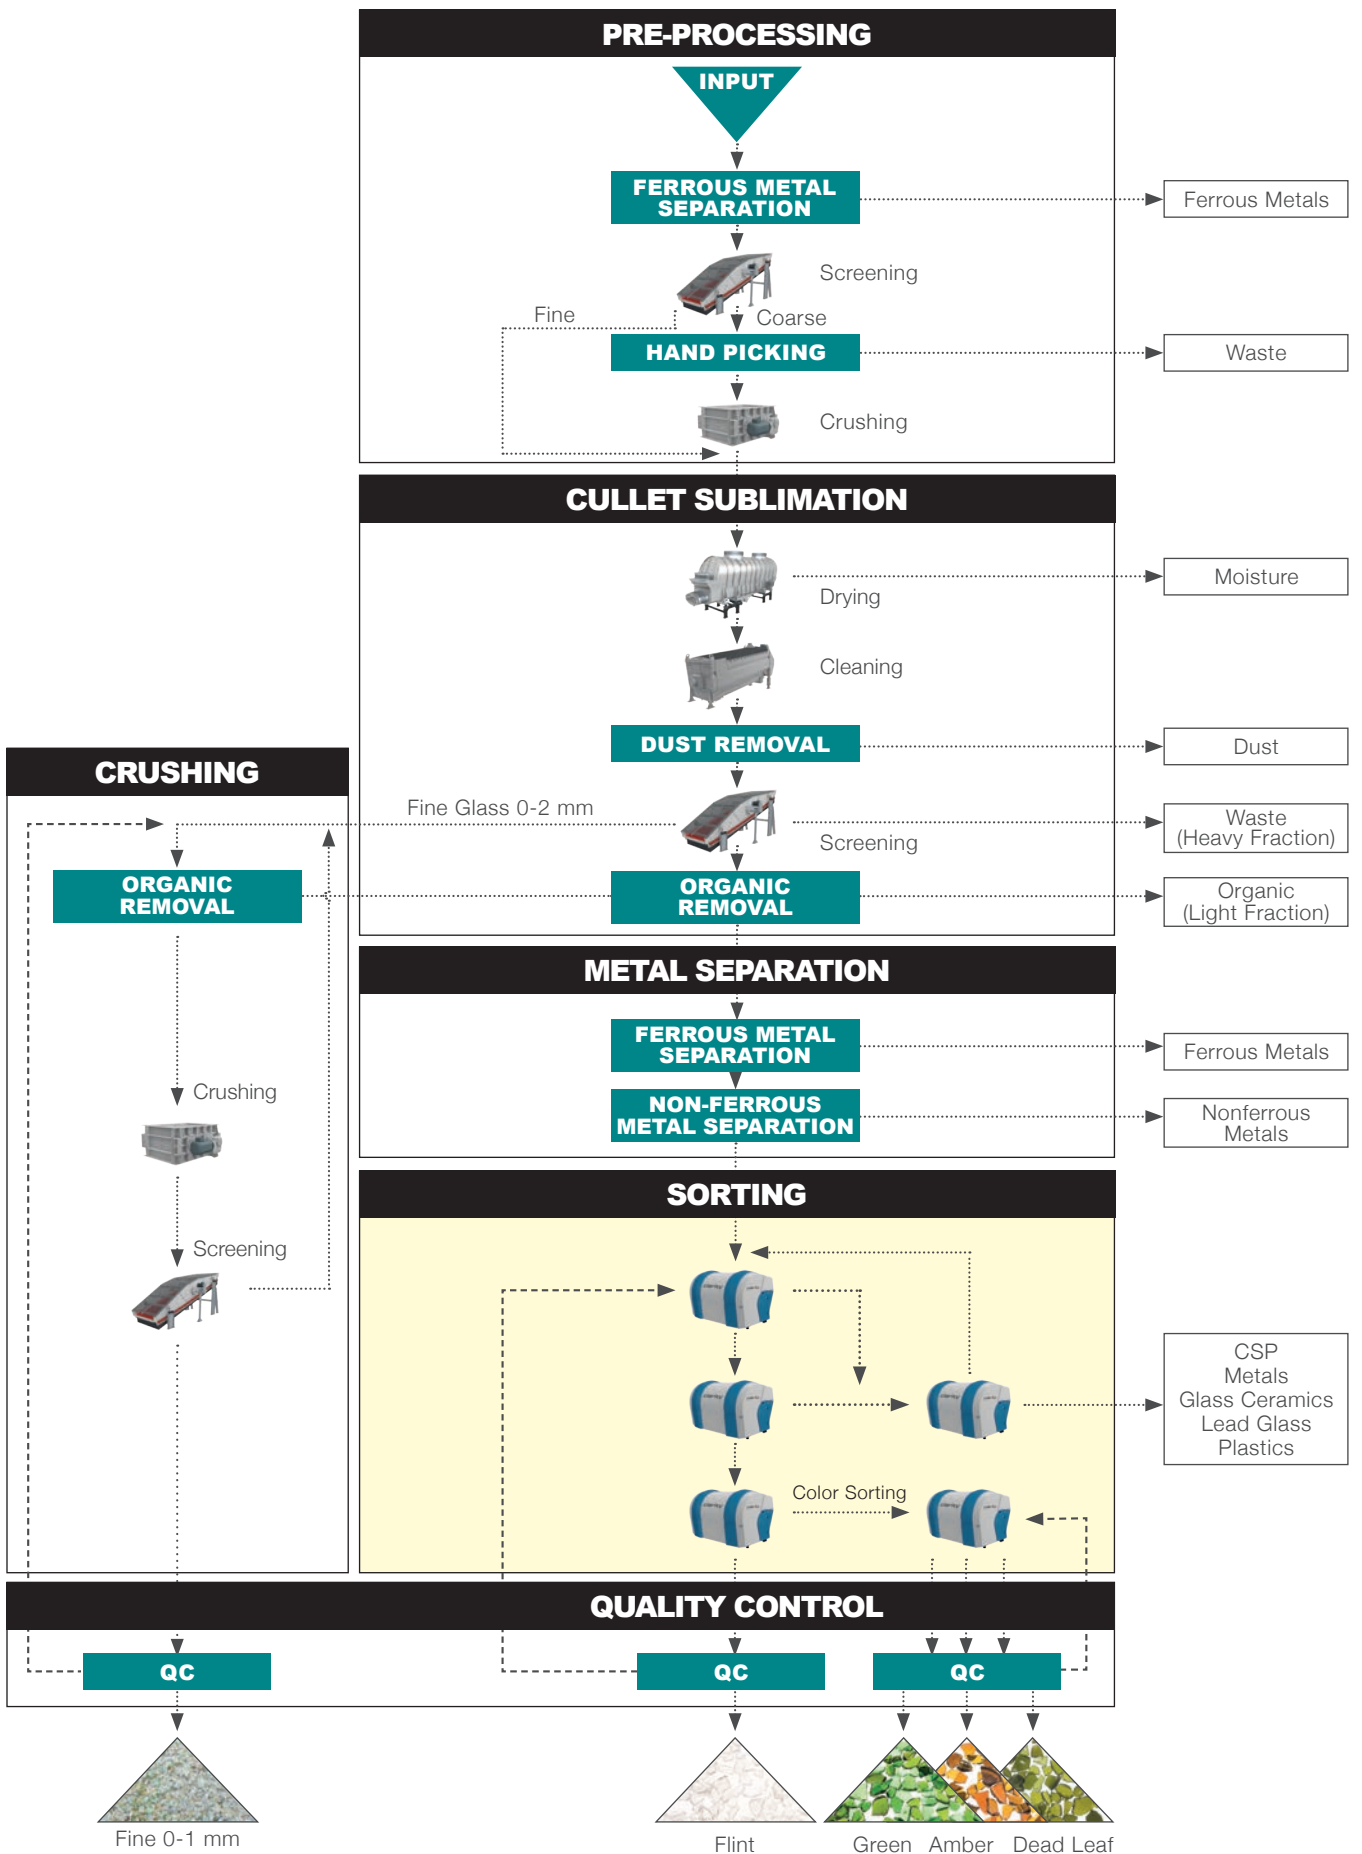 PRE-PROCESSING
INPUT
FERROUS METAL
SEPARATION
Ferrous Metals
Screening
Fine
Coarse
HAND PICKING
Waste
Crushing
CULLET SUBLIMATION
Moisture
Drying
Cleaning
DUST REMOVAL
Dust
CRUSHING
Fine Glass 0-2 mm
Screening
Waste
(Heavy Fraction)
ORGANIC
REMOVAL
ORGANIC
REMOVAL
Organic
(Light Fraction)
METAL SEPARATION
FERROUS METAL
SEPARATION
Ferrous Metals
Crushing
NON-FERROUS
METAL SEPARATION
Nonferrous
Metals
SORTING
Screening
CSP
Metals
Glass Ceramics
Lead Glass
Plastics
Color Sorting
QUALITY CONTROL
QC
QC
QC
Fine 0-1 mm
Flint
Green
Amber
Dead Leaf